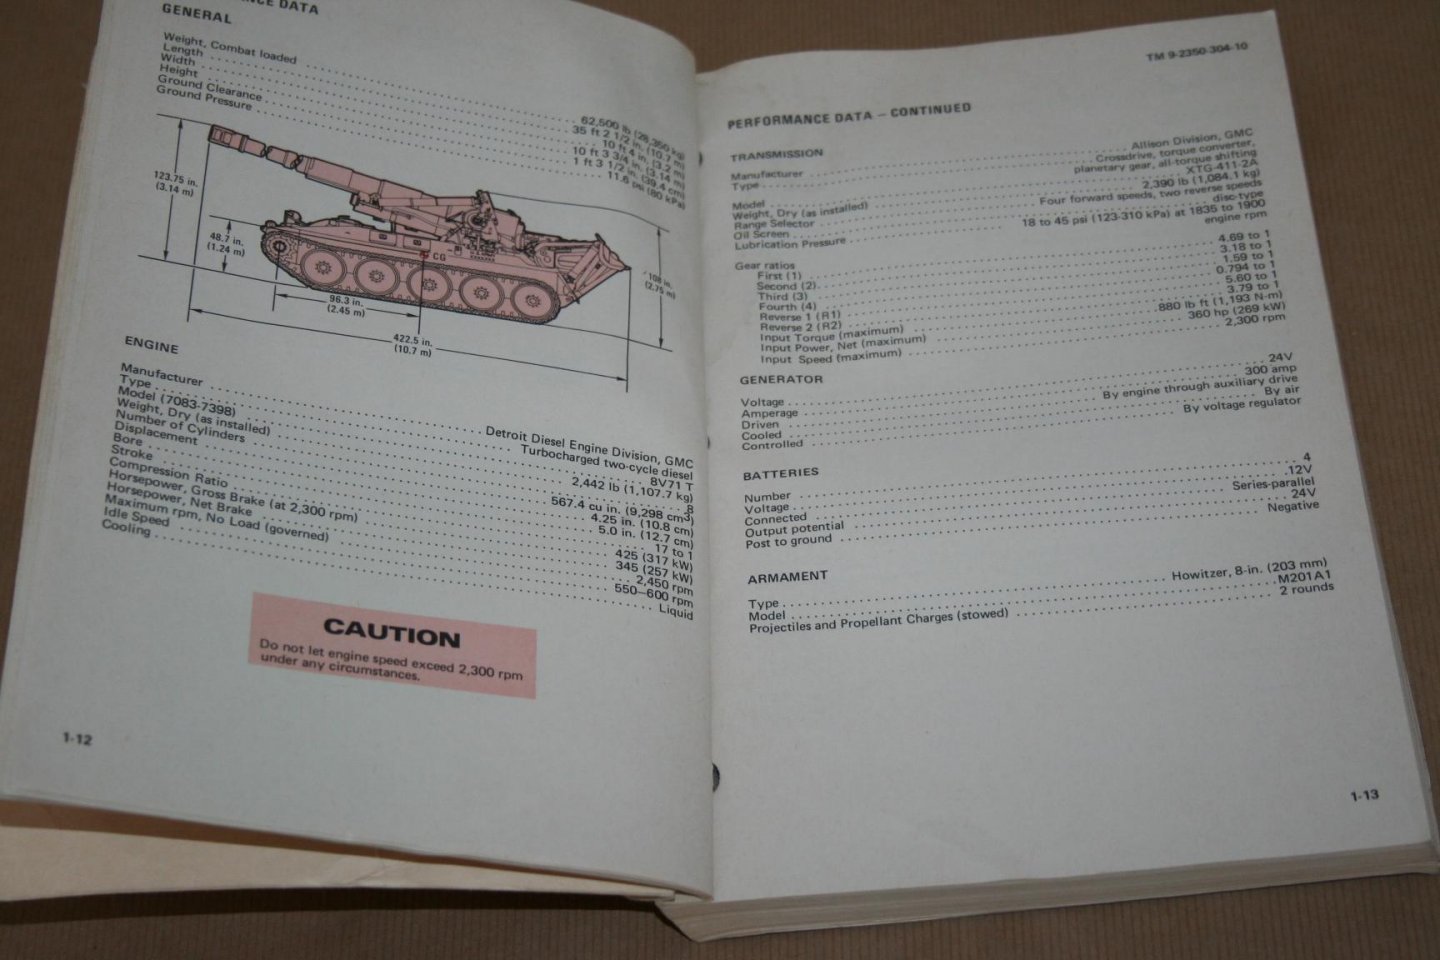 NCE DATA
GENERAL
Weight, Combat loaded . . . 62,500 lb (28,350 kg)
Length . . . 35 ft 2 1/2 in. (10.7 m)
Width . . . 10 ft 4 in. (3.2 m)
Height . . . 10 ft 3 3/4 in. (3.14 m)
Ground Clearance . . . 1 ft 3 1/2 in. (39.4 cm)
Ground Pressure . . . 11.6 psi (80 kPa)
123.75 in.
(3.14 m)
48.7 in.
(1.24 m)
CG
108 in.
(2.75 m)
96.3 in.
(2.45 m)
422.5 in.
(10.7 m)
ENGINE
Manufacturer . . . Detroit Diesel Engine Division, GMC
Type . . . Turbocharged two-cycle diesel
Model (7083-7398) . . . 8V71 T
Weight, Dry (as installed) . . . 2,442 lb (1,107.7 kg)
Number of Cylinders . . . 8
Displacement . . . 567.4 cu in. (9,298 cm³)
Bore . . . 4.25 in. (10.8 cm)
Stroke . . . 5.0 in. (12.7 cm)
Compression Ratio . . . 17 to 1
Horsepower, Gross Brake (at 2,300 rpm) . . . 425 (317 kW)
Horsepower, Net Brake . . . 345 (257 kW)
Maximum rpm, No Load (governed) . . . 2,450 rpm
Idle Speed . . . 550–600 rpm
Cooling . . . Liquid
CAUTION
Do not let engine speed exceed 2,300 rpm
under any circumstances.
1-12
TM 9-2350-304-10
PERFORMANCE DATA – CONTINUED
TRANSMISSION
Manufacturer . . . Allison Division, GMC
Type . . . Crossdrive, torque converter,
planetary gear, all-torque shifting
Model . . . XTG-411-2A
Weight, Dry (as installed) . . . 2,390 lb (1,084.1 kg)
Range Selector . . . Four forward speeds, two reverse speeds
Oil Screen . . . disc-type
Lubrication Pressure . . . 18 to 45 psi (123-310 kPa) at 1835 to 1900
engine rpm
Gear ratios
First (1) . . . 4.69 to 1
Second (2) . . . 3.18 to 1
Third (3) . . . 1.59 to 1
Fourth (4) . . . 0.794 to 1
Reverse 1 (R1) . . . 5.60 to 1
Reverse 2 (R2) . . . 3.79 to 1
Input Torque (maximum) . . . 880 lb ft (1,193 N-m)
Input Power, Net (maximum) . . . 360 hp (269 kW)
Input Speed (maximum) . . . 2,300 rpm
GENERATOR
Voltage . . . 24V
Amperage . . . 300 amp
Driven . . . By engine through auxiliary drive
Cooled . . . By air
Controlled . . . By voltage regulator
BATTERIES
Number . . . 4
Voltage . . . 12V
Connected . . . Series-parallel
Output potential . . . 24V
Post to ground . . . Negative
ARMAMENT
Type . . . Howitzer, 8-in. (203 mm)
Model . . . M201A1
Projectiles and Propellant Charges (stowed) . . . 2 rounds
1-13